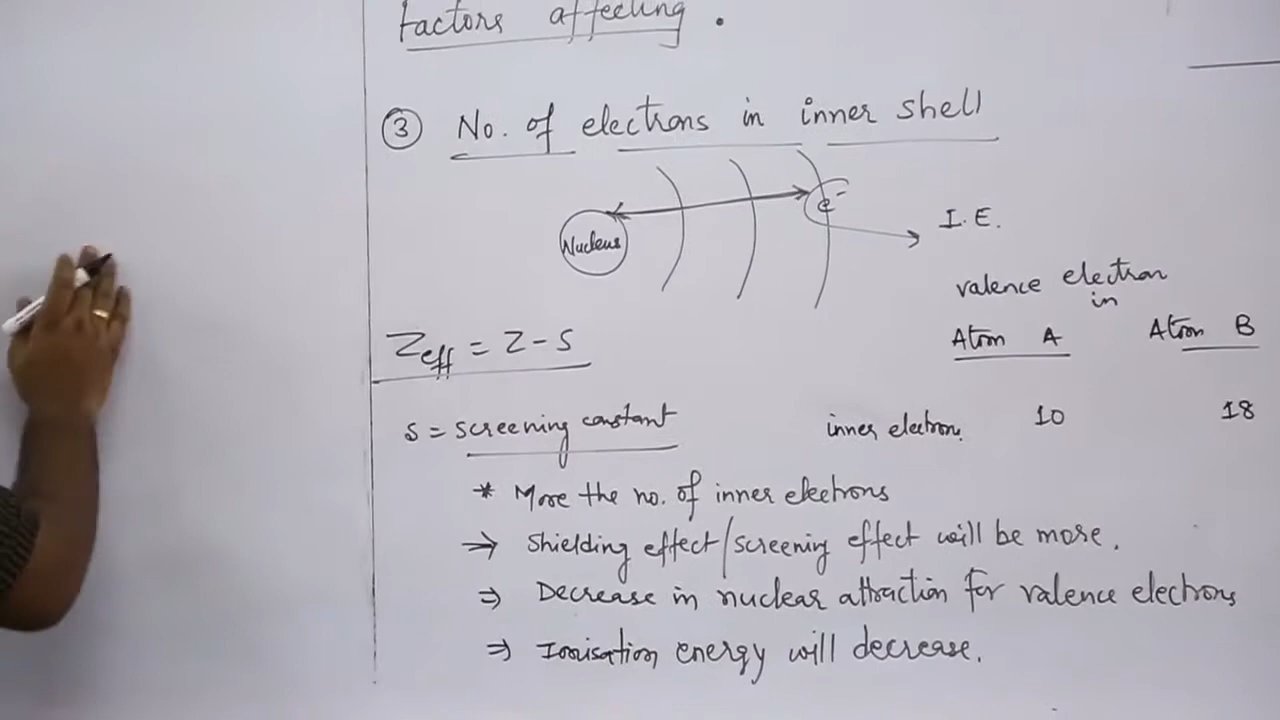 factors affecting.
③ No. of electrons in inner shell
Nucleus
e⁻
I.E.
valence electron
in
Atom A Atom B
Zeff = Z - S
s = screening constant
inner electron. 10 18
* More the no. of inner electrons
⇒ Shielding effect/screening effect will be more.
⇒ Decrease in nuclear attraction for valence electrons
⇒ Ionisation energy will decrease.